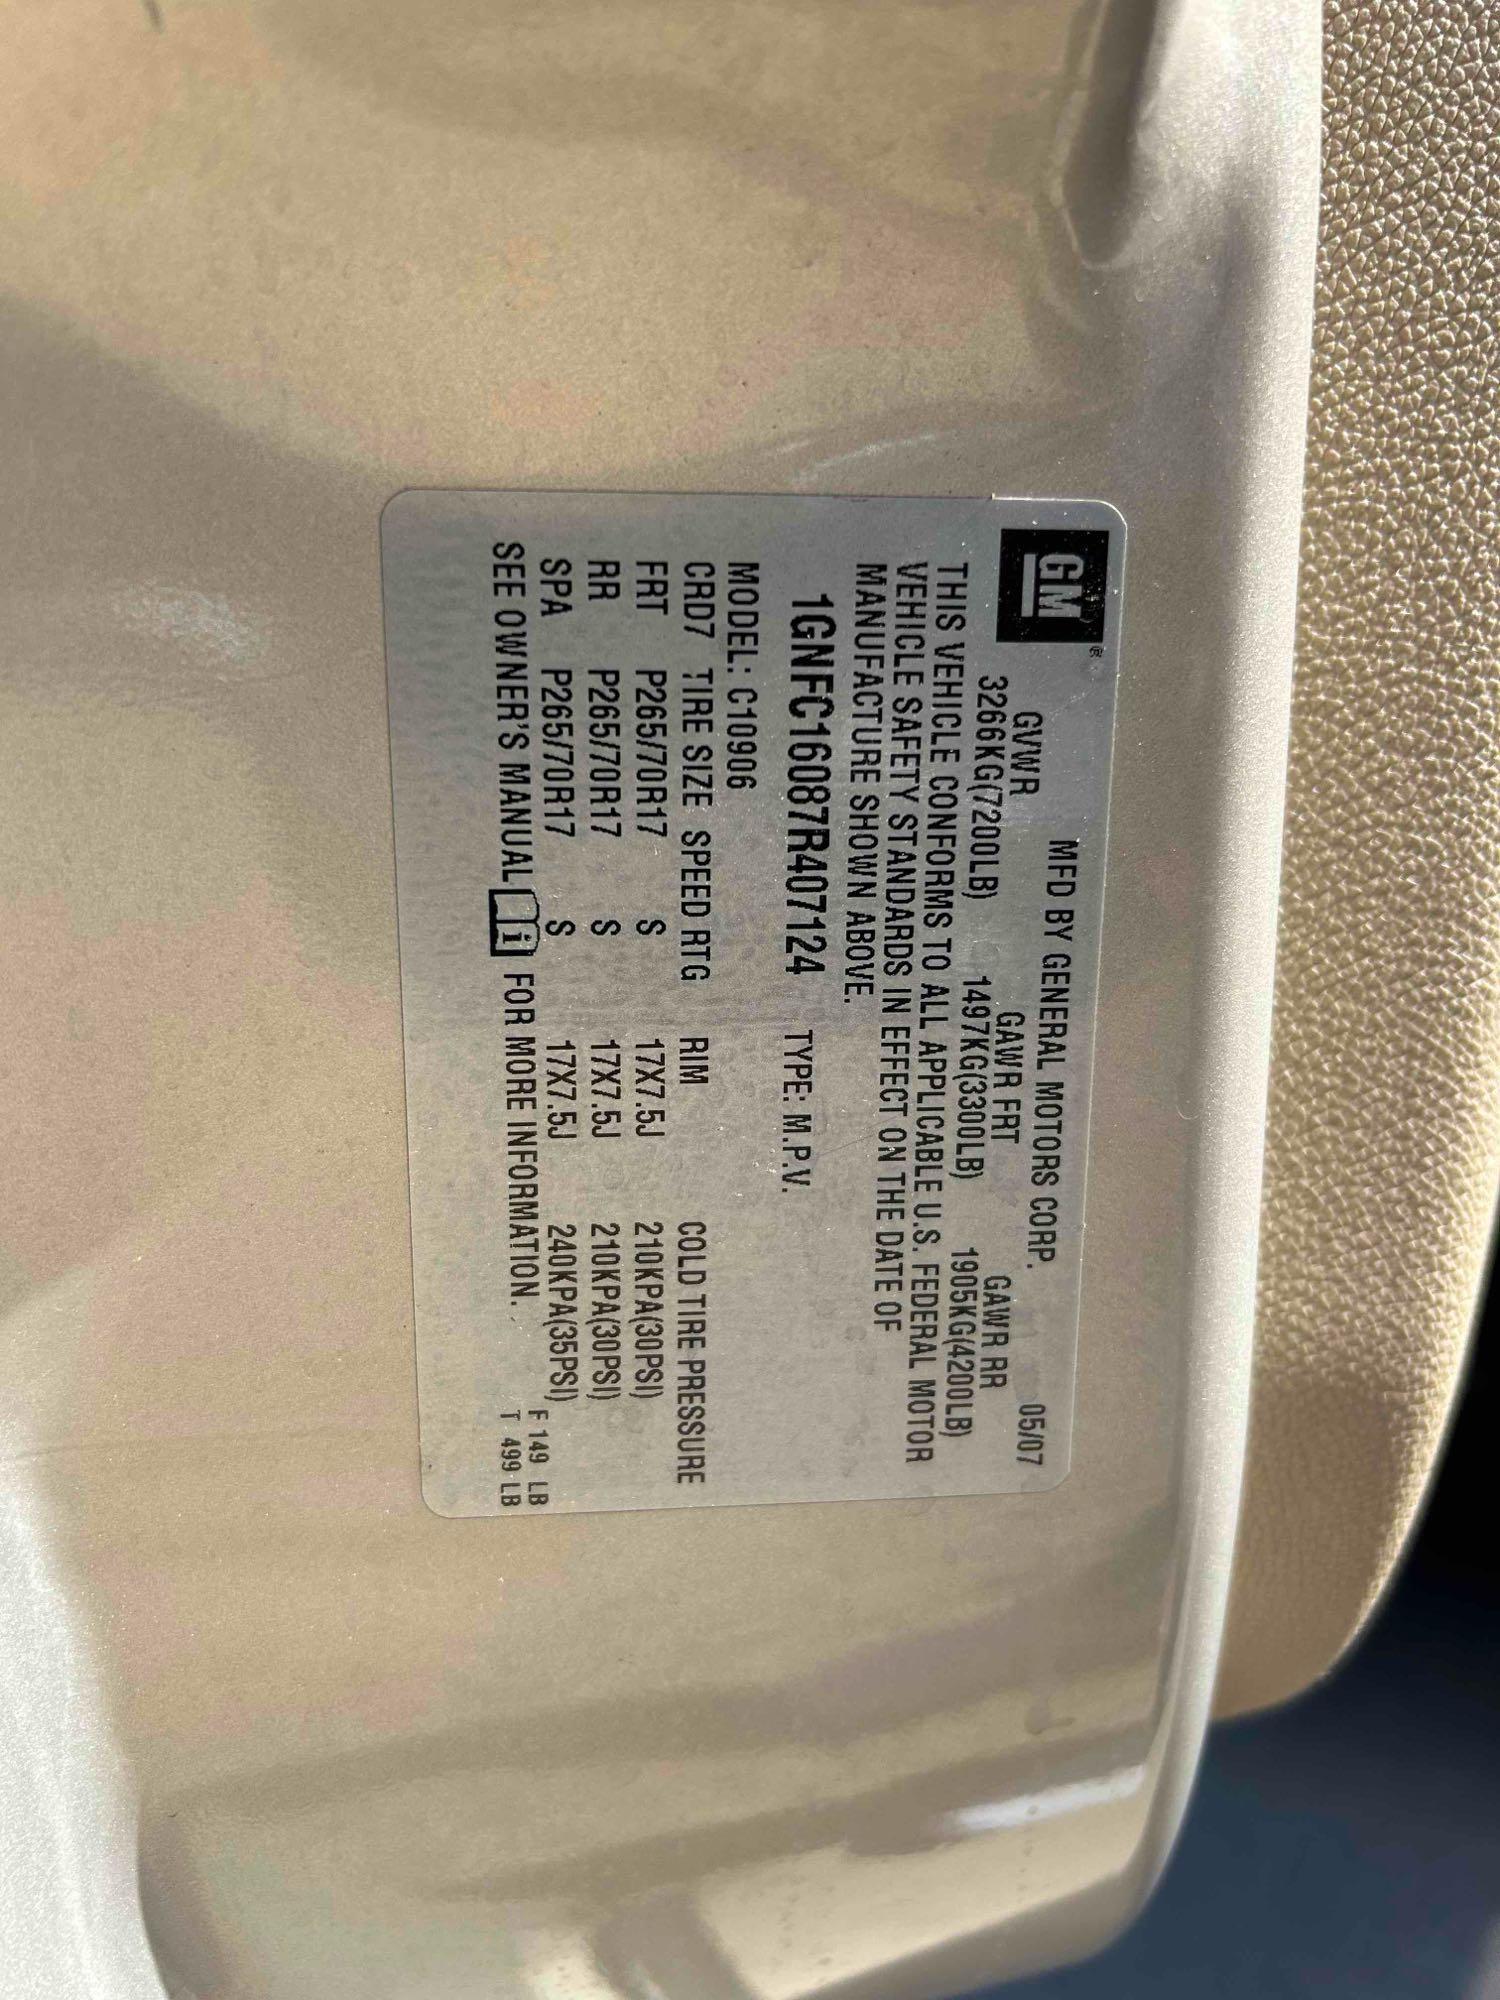 GM®
MFD BY GENERAL MOTORS CORP. 05/07
GVWR GAWR FRT GAWR RR
3266KG(7200LB) 1497KG(3300LB) 1905KG(4200LB)
THIS VEHICLE CONFORMS TO ALL APPLICABLE U.S. FEDERAL MOTOR
VEHICLE SAFETY STANDARDS IN EFFECT ON THE DATE OF
MANUFACTURE SHOWN ABOVE.
1GNFC16087R407124 TYPE: M.P.V.
MODEL: C10906
CRD7 TIRE SIZE SPEED RTG RIM COLD TIRE PRESSURE
FRT P265/70R17 S 17X7.5J 210KPA(30PSI)
RR P265/70R17 S 17X7.5J 210KPA(30PSI)
SPA P265/70R17 S 17X7.5J 240KPA(35PSI)
SEE OWNER'S MANUAL i FOR MORE INFORMATION.
F 149 LB
T 499 LB